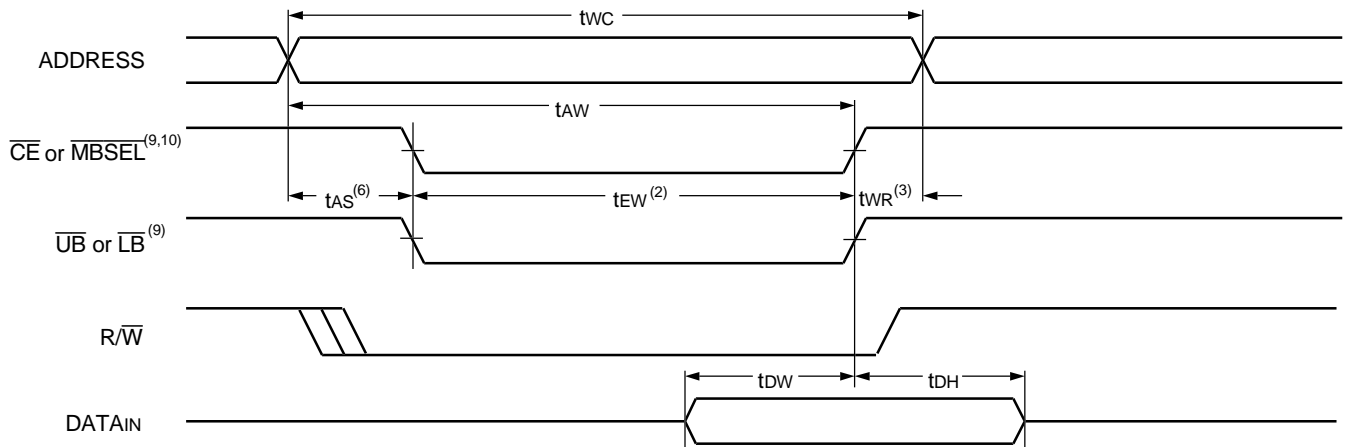 tWC
ADDRESS
tAW
CE or MBSEL(9,10)
tAS(6)
tEW(2)
tWR(3)
UB or LB(9)
R/W
tDW
tDH
DATAIN